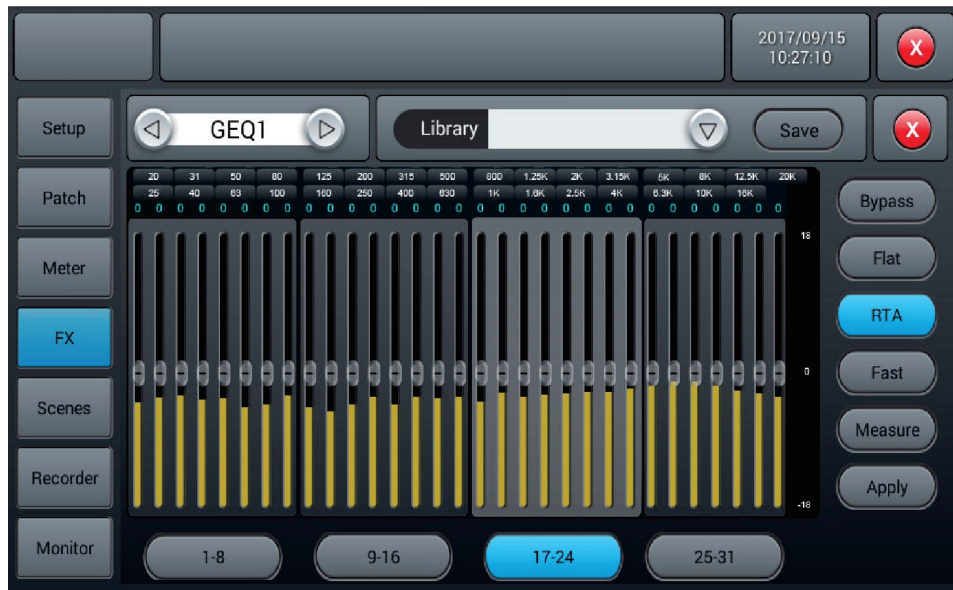 2017/09/15
10:27:10
X
Setup
GEQ1
Library
Save
X
Patch
20 31 50 80 125 200 315 500 800 1.25K 2K 3.15K 5K 8K 12.5K 20K
25 40 63 100 160 250 400 630 1K 1.6K 2.5K 4K 6.3K 10K 16K
0 0 0 0 0 0 0 0 0 0 0 0 0 0 0 0 0 0 0 0 0 0 0 0 0 0 0 0 0 0 0
Bypass
18
Meter
Flat
FX
RTA
0
Fast
Scenes
Measure
Recorder
Apply
-18
Monitor
1-8
9-16
17-24
25-31